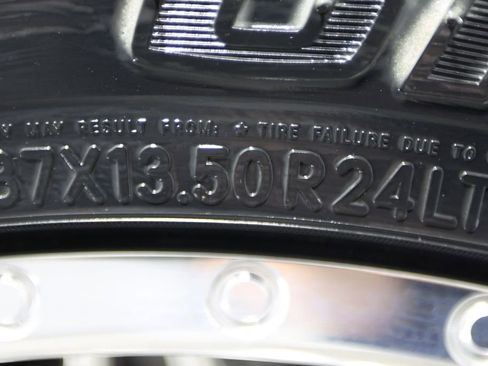 MAY RESULT FROM: ☆ TIRE FAILURE DUE TO
37X13.50R24LT